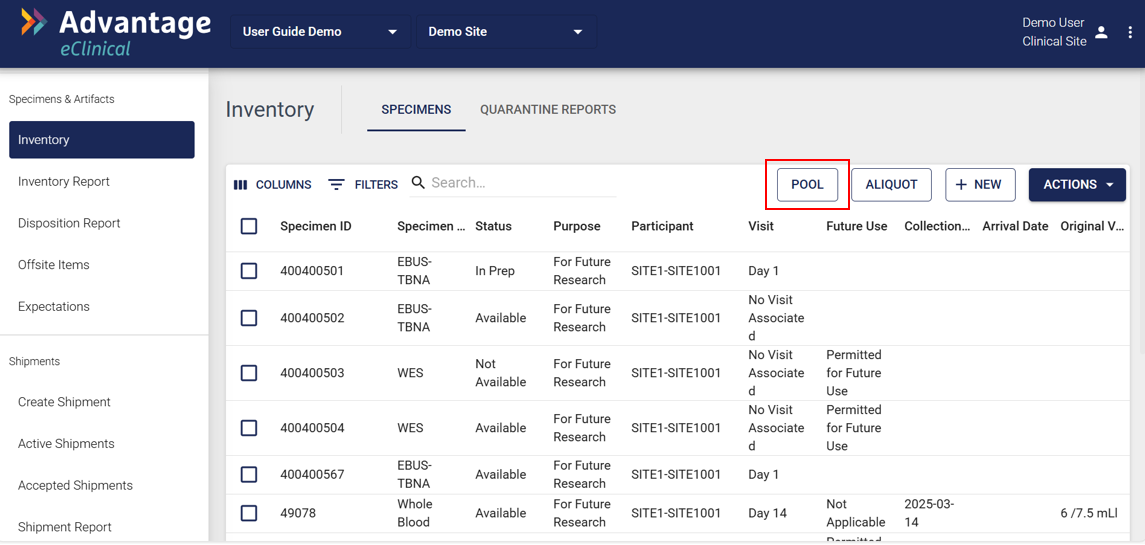 Advantage
eClinical
User Guide Demo
Demo Site
Demo User
Clinical Site
Specimens & Artifacts
Inventory
Inventory Report
Disposition Report
Offsite Items
Expectations
Shipments
Create Shipment
Active Shipments
Accepted Shipments
Shipment Report
Inventory
SPECIMENS
QUARANTINE REPORTS
COLUMNS
FILTERS
Search...
POOL
ALIQUOT
+ NEW
ACTIONS
Specimen ID Specimen ... Status Purpose Participant Visit Future Use Collection... Arrival Date Original V...
400400501 EBUS- In Prep For Future SITE1-SITE1001 Day 1
TBNA Research
400400502 EBUS- Available For Future SITE1-SITE1001 No Visit
TBNA Research Associate
d
400400503 WES Not For Future SITE1-SITE1001 No Visit Permitted
Available Research Associate for Future
d Use
400400504 WES Available For Future SITE1-SITE1001 No Visit Permitted
Research Associate for Future
d Use
400400567 EBUS- Available For Future SITE1-SITE1001 Day 1
TBNA Research
49078 Whole Available For Future SITE1-SITE1001 Day 14 Not 2025-03- 6 /7.5 mLl
Blood Research Applicable 14